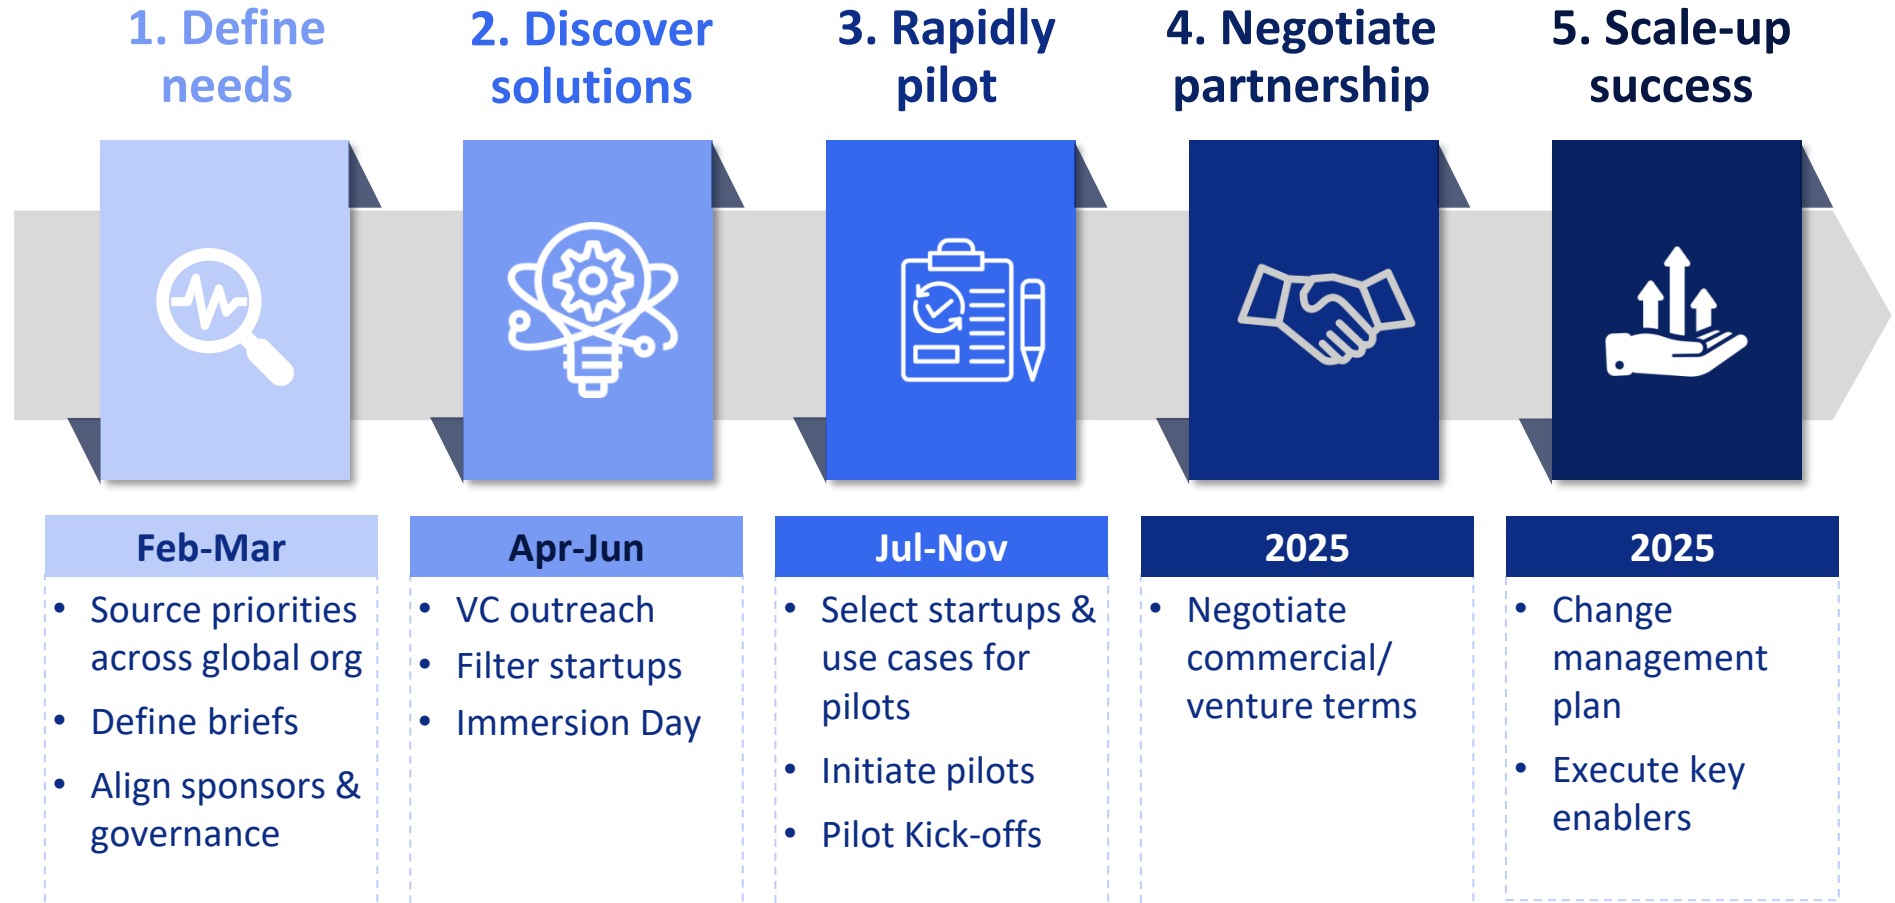 1. Define
needs
2. Discover
solutions
3. Rapidly
pilot
4. Negotiate
partnership
5. Scale-up
success
Feb-Mar
• Source priorities
across global org
• Define briefs
• Align sponsors &
governance
Apr-Jun
• VC outreach
• Filter startups
• Immersion Day
Jul-Nov
• Select startups &
use cases for
pilots
• Initiate pilots
• Pilot Kick-offs
2025
• Negotiate
commercial/
venture terms
2025
• Change
management
plan
• Execute key
enablers